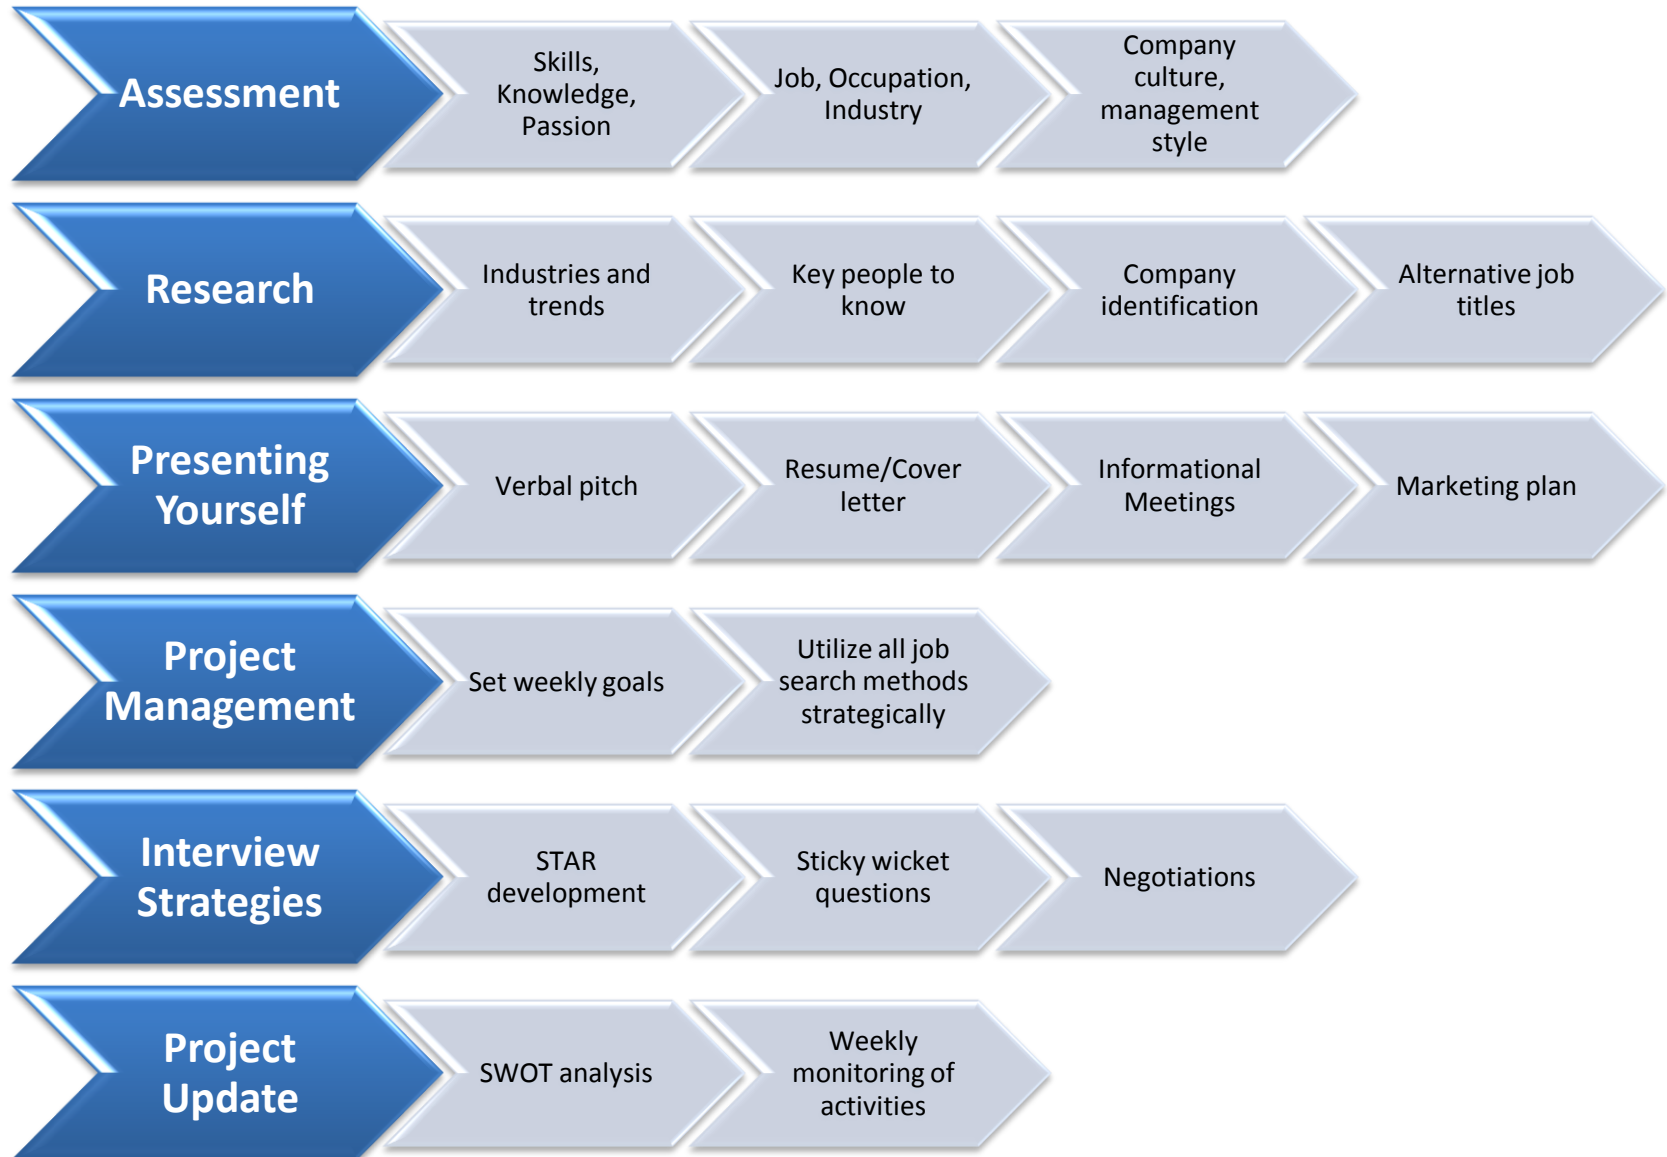 Assessment
Skills,
Knowledge,
Passion
Job, Occupation,
Industry
Company
culture,
management
style
Research
Industries and
trends
Key people to
know
Company
identification
Alternative job
titles
Presenting
Yourself
Verbal pitch
Resume/Cover
letter
Informational
Meetings
Marketing plan
Project
Management
Set weekly goals
Utilize all job
search methods
strategically
Interview
Strategies
STAR
development
Sticky wicket
questions
Negotiations
Project
Update
SWOT analysis
Weekly
monitoring of
activities